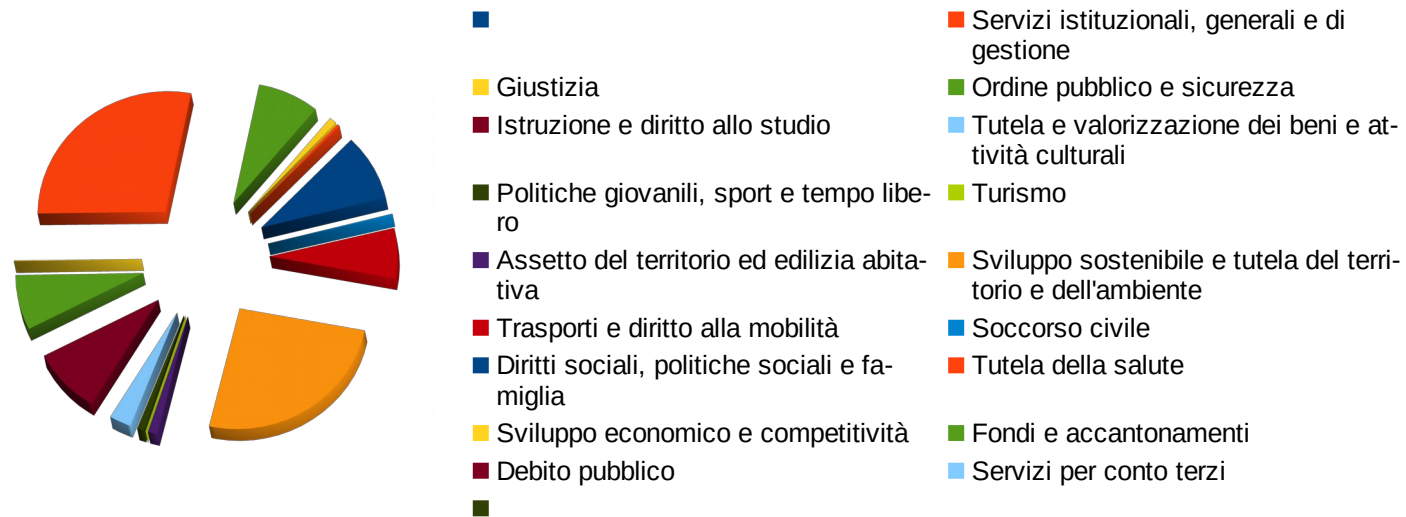 Servizi istituzionali, generali e di
gestione
Giustizia
Ordine pubblico e sicurezza
Istruzione e diritto allo studio
Tutela e valorizzazione dei beni e at-
tività culturali
Politiche giovanili, sport e tempo libe-
ro
Turismo
Assetto del territorio ed edilizia abita-
tiva
Sviluppo sostenibile e tutela del terri-
torio e dell'ambiente
Trasporti e diritto alla mobilità
Soccorso civile
Diritti sociali, politiche sociali e fa-
miglia
Tutela della salute
Sviluppo economico e competitività
Fondi e accantonamenti
Debito pubblico
Servizi per conto terzi